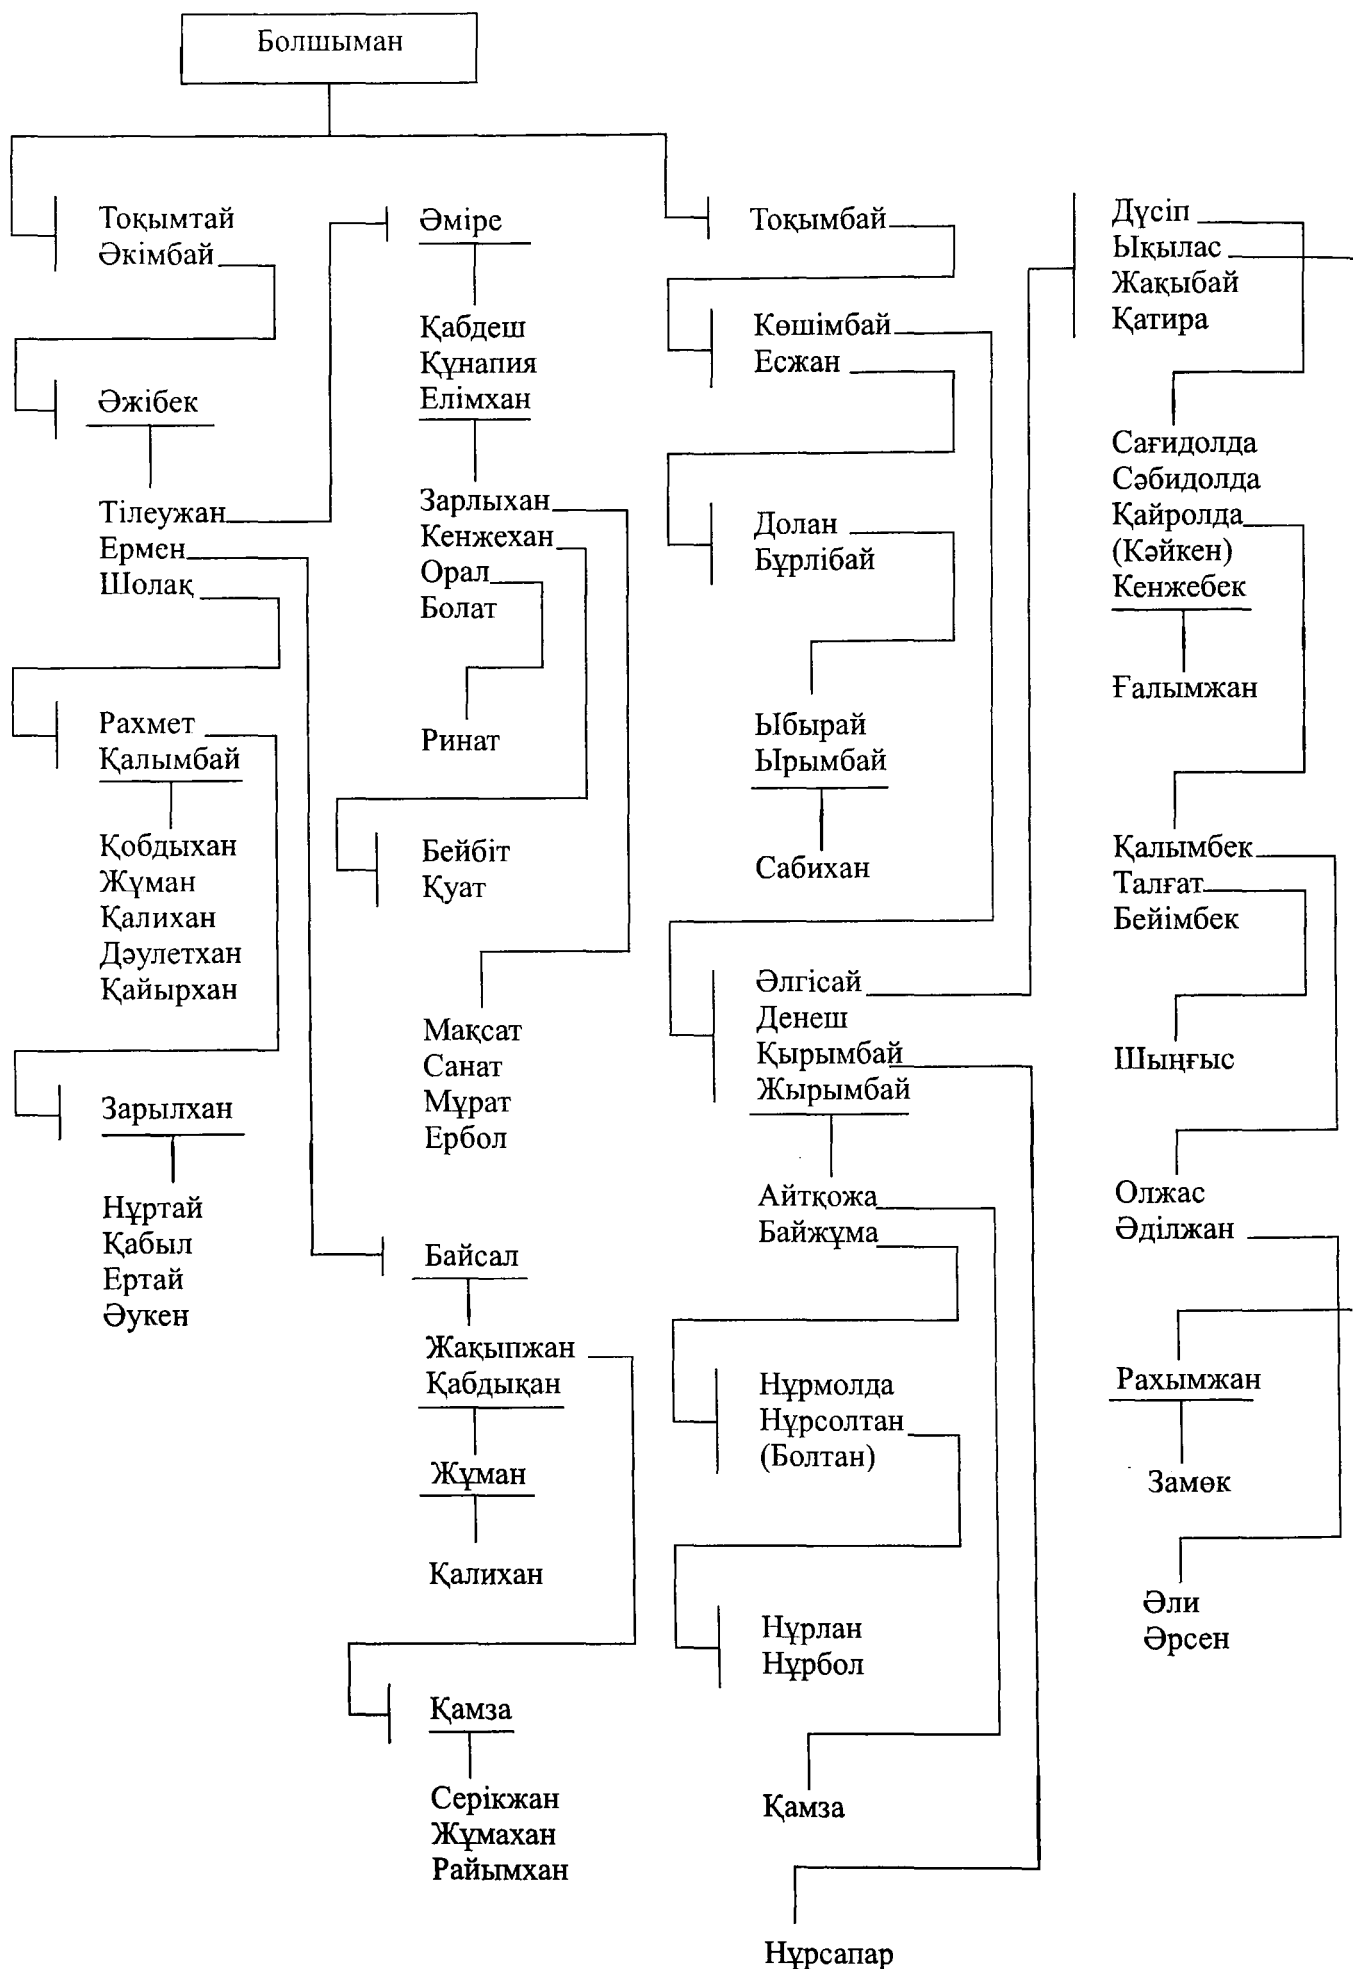 Болшыман
Тоқымтай
Әкімбай
Әжібек
Тілеужан
Ермен
Шолақ
Рахмет
Қалымбай
Қобдыхан
Жұман
Қалихан
Дәулетхан
Қайырхан
Зарылхан
Нұртай
Қабыл
Ертай
Әукен
Әміре
Қабдеш
Құнапия
Елімхан
Зарлыхан
Кенжехан
Орал
Болат
Ринат
Бейбіт
Қуат
Мақсат
Санат
Мұрат
Ербол
Байсал
Жақыпжан
Қабдықан
Жұман
Қалихан
Қамза
Серікжан
Жұмахан
Райымхан
Тоқымбай
Көшімбай
Есжан
Долан
Бұрлібай
Ыбырай
Ырымбай
Сабихан
Әлгісай
Денеш
Қырымбай
Жырымбай
Айтқожа
Байжұма
Нұрмолда
Нұрсолтан
(Болтан)
Нұрлан
Нұрбол
Қамза
Нұрсапар
Дүсіп
Ықылас
Жақыбай
Қатира
Сағидолда
Сәбидолда
Қайролда
(Кәйкен)
Кенжебек
Ғалымжан
Қалымбек
Талғат
Бейімбек
Шыңғыс
Олжас
Әділжан
Рахымжан
Замөк
Әли
Әрсен